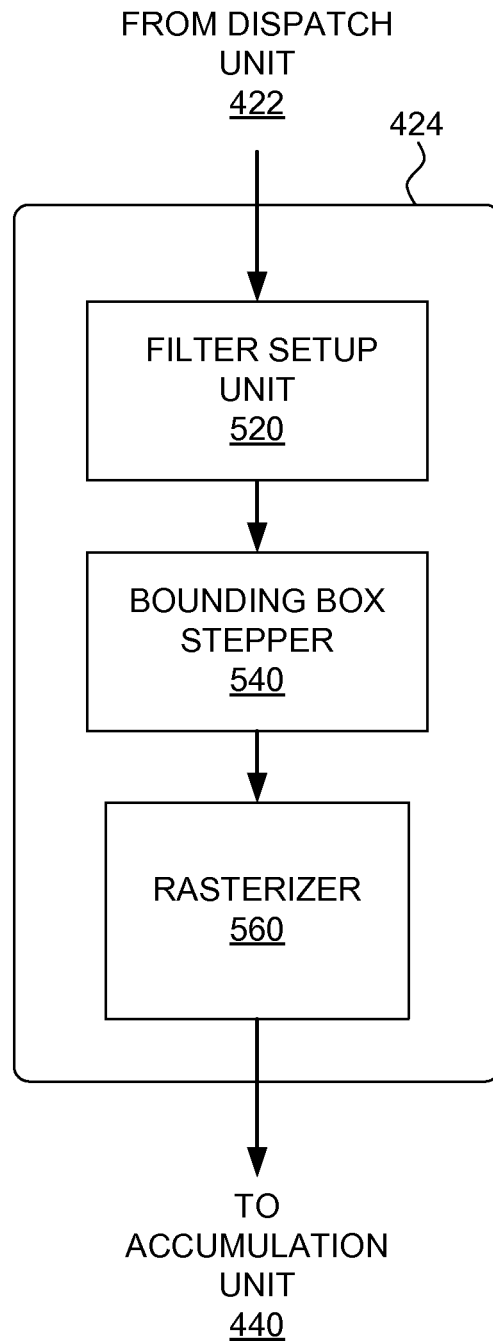 FROM DISPATCH
UNIT
422
424
FILTER SETUP
UNIT
520
BOUNDING BOX
STEPPER
540
RASTERIZER
560
TO
ACCUMULATION
UNIT
440